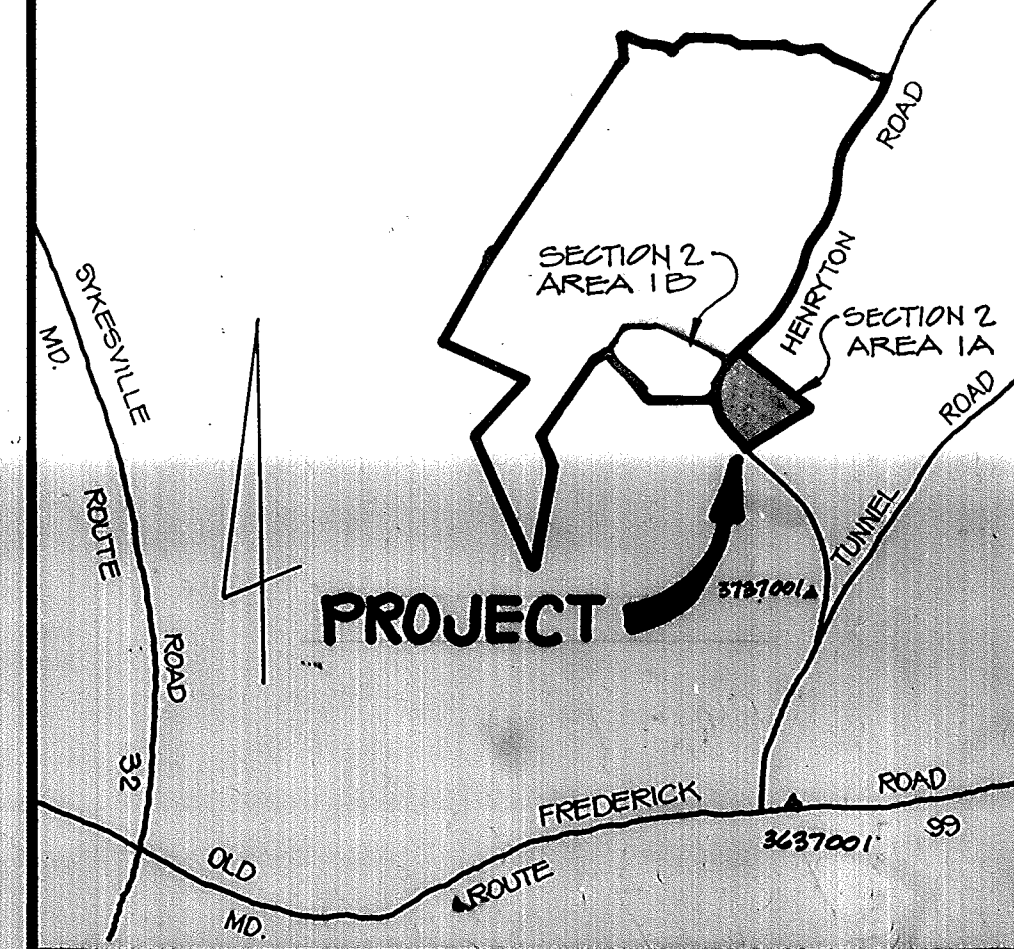 ROAD
HENRYTON
SECTION 2
AREA 1B
SECTION 2
AREA 1A
SYKESVILLE
MD.
ROAD
ROUTE
TUNNEL
3737001
PROJECT
ROAD
32
FREDERICK
ROAD
3637001
99
OLD
ROUTE
MD.